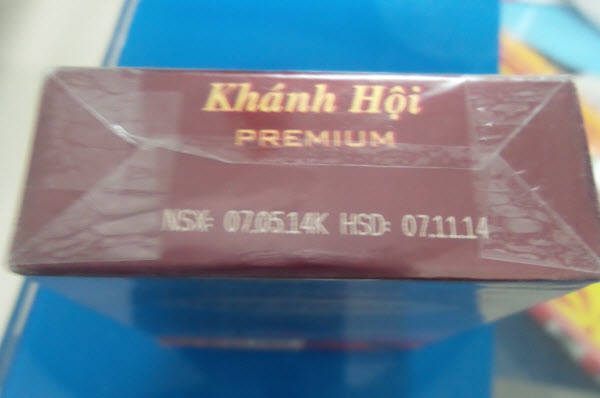 Khánh Hội
PREMIUM
NSX: 07.05.14K HSD: 07.11.14